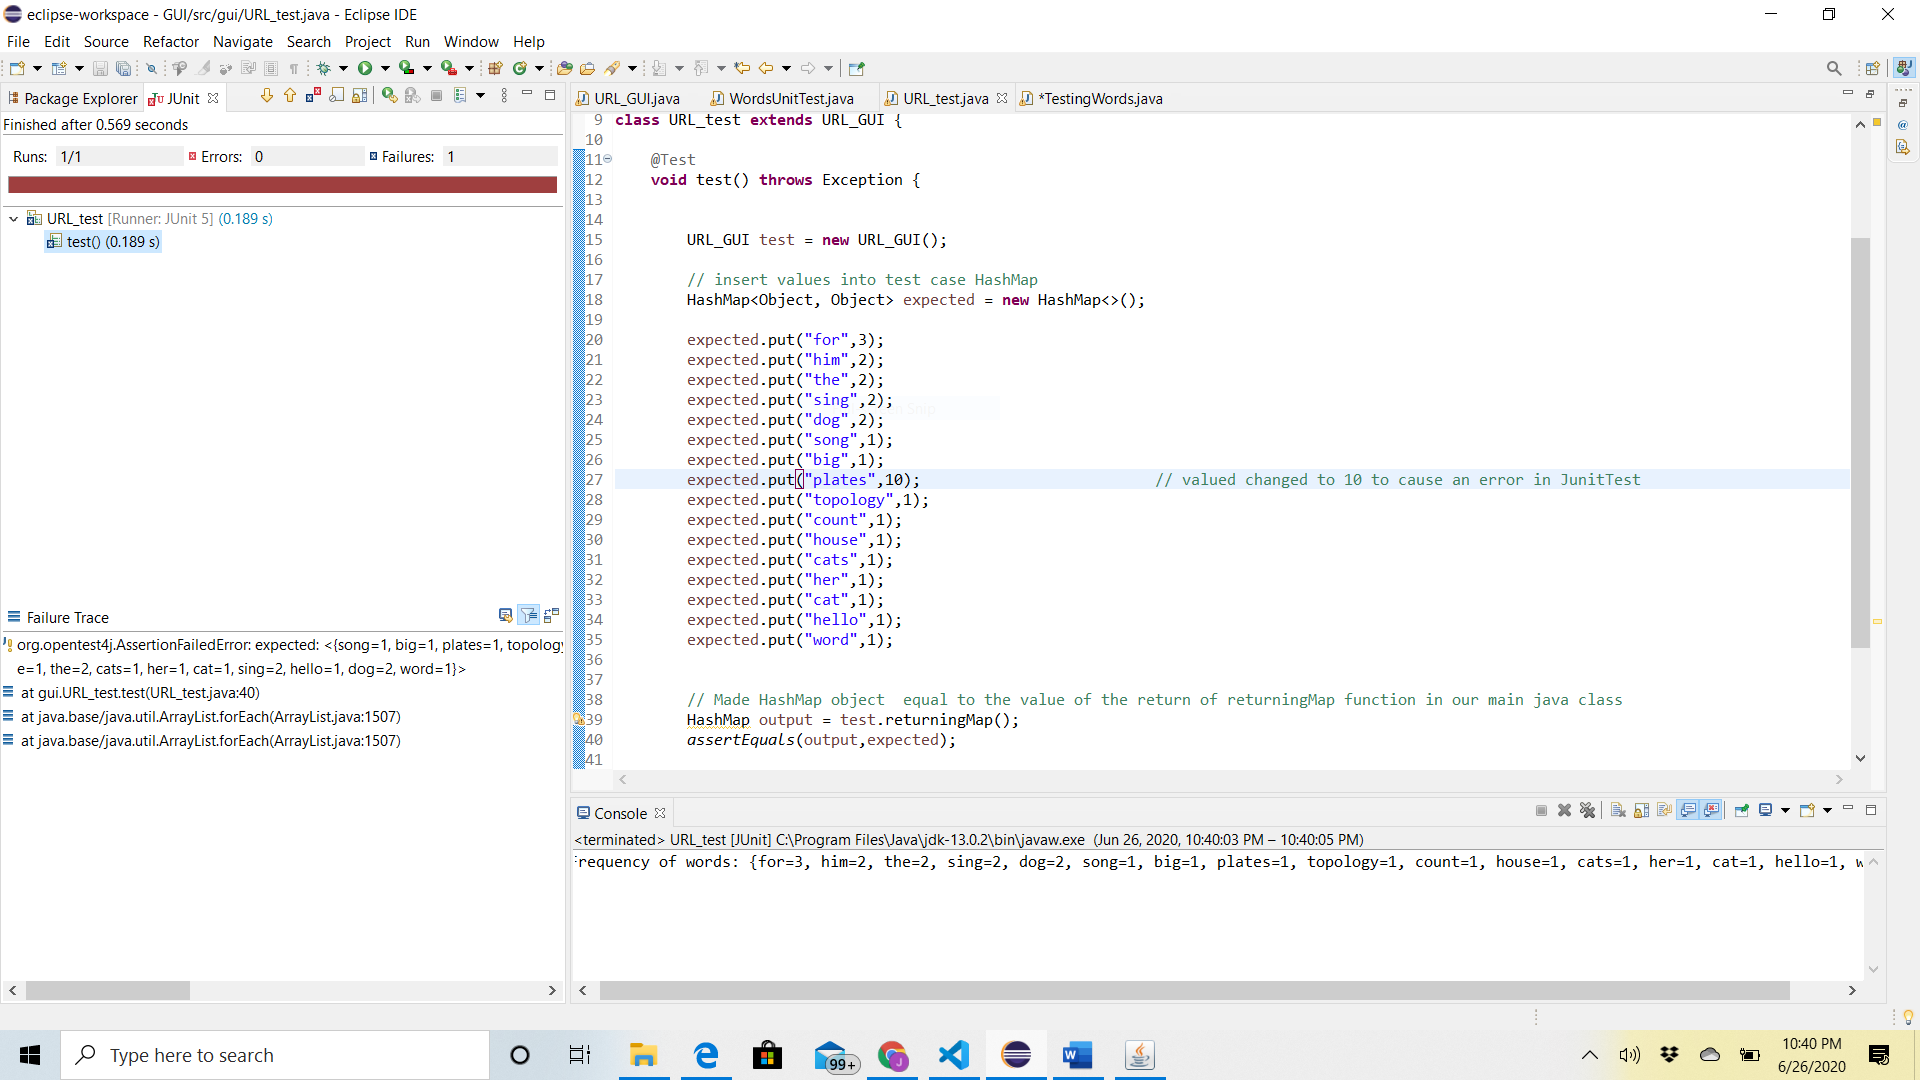 eclipse-workspace - GUI/src/gui/URL_test.java - Eclipse IDE
File Edit Source Refactor Navigate Search Project Run Window Help
Package Explorer JUnit
Finished after 0.569 seconds
Runs: 1/1 Errors: 0 Failures: 1
URL_test [Runner: JUnit 5] (0.189 s)
test() (0.189 s)
Failure Trace
org.opentest4j.AssertionFailedError: expected: <{song=1, big=1, plates=1, topology
e=1, the=2, cats=1, her=1, cat=1, sing=2, hello=1, dog=2, word=1}>
at gui.URL_test.test(URL_test.java:40)
at java.base/java.util.ArrayList.forEach(ArrayList.java:1507)
at java.base/java.util.ArrayList.forEach(ArrayList.java:1507)
URL_GUI.java WordsUnitTest.java URL_test.java *TestingWords.java
9 class URL_test extends URL_GUI {
10
11 @Test
12 void test() throws Exception {
13
14
15 URL_GUI test = new URL_GUI();
16
17 // insert values into test case HashMap
18 HashMap<Object, Object> expected = new HashMap<>();
19
20 expected.put("for",3);
21 expected.put("him",2);
22 expected.put("the",2);
23 expected.put("sing",2);
24 expected.put("dog",2);
25 expected.put("song",1);
26 expected.put("big",1);
27 expected.put("plates",10); // valued changed to 10 to cause an error in JunitTest
28 expected.put("topology",1);
29 expected.put("count",1);
30 expected.put("house",1);
31 expected.put("cats",1);
32 expected.put("her",1);
33 expected.put("cat",1);
34 expected.put("hello",1);
35 expected.put("word",1);
36
37
38 // Made HashMap object  equal to the value of the return of returningMap function in our main java class
39 HashMap output = test.returningMap();
40 assertEquals(output,expected);
41
Console
<terminated> URL_test [JUnit] C:\Program Files\Java\jdk-13.0.2\bin\javaw.exe (Jun 26, 2020, 10:40:03 PM – 10:40:05 PM)
requency of words: {for=3, him=2, the=2, sing=2, dog=2, song=1, big=1, plates=1, topology=1, count=1, house=1, cats=1, her=1, cat=1, hello=1, w
Type here to search
99+
10:40 PM
6/26/2020